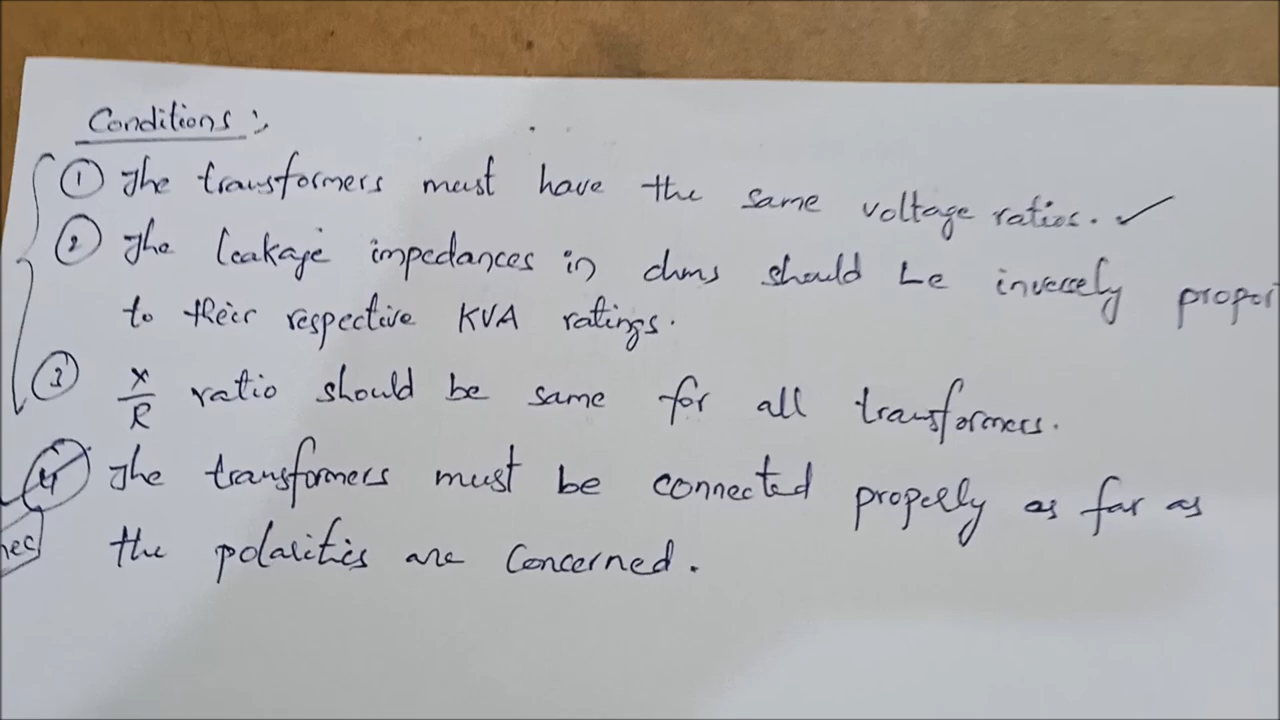 Conditions :
① The transformers must have the same voltage ratios. ✓
② The leakage impedances in ohms should be inversely propor
to their respective KVA ratings.
③ X/R ratio should be same for all transformers.
④ The transformers must be connected properly as far as
the polarities are concerned.
nec